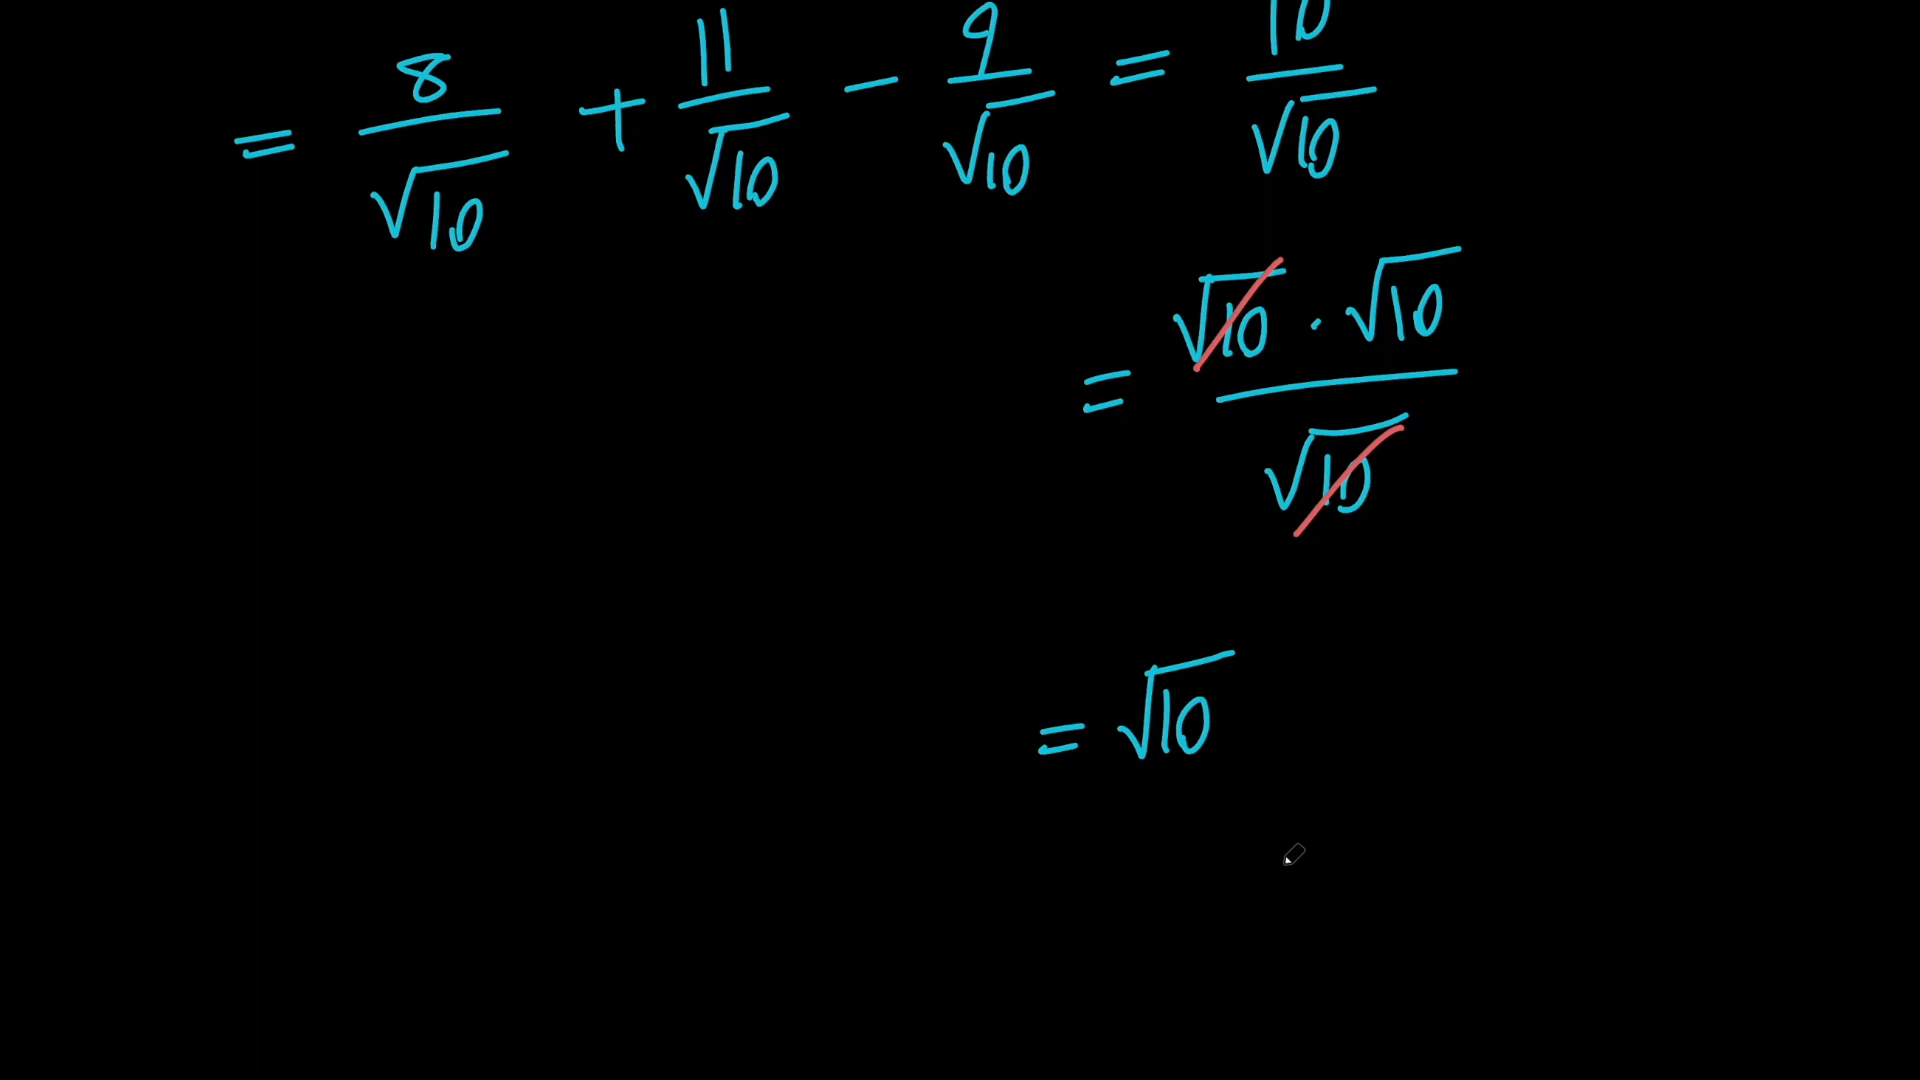 = 8/√10 + 11/√10 - 9/√10 = 10/√10
= √10 · √10 / √10
= √10